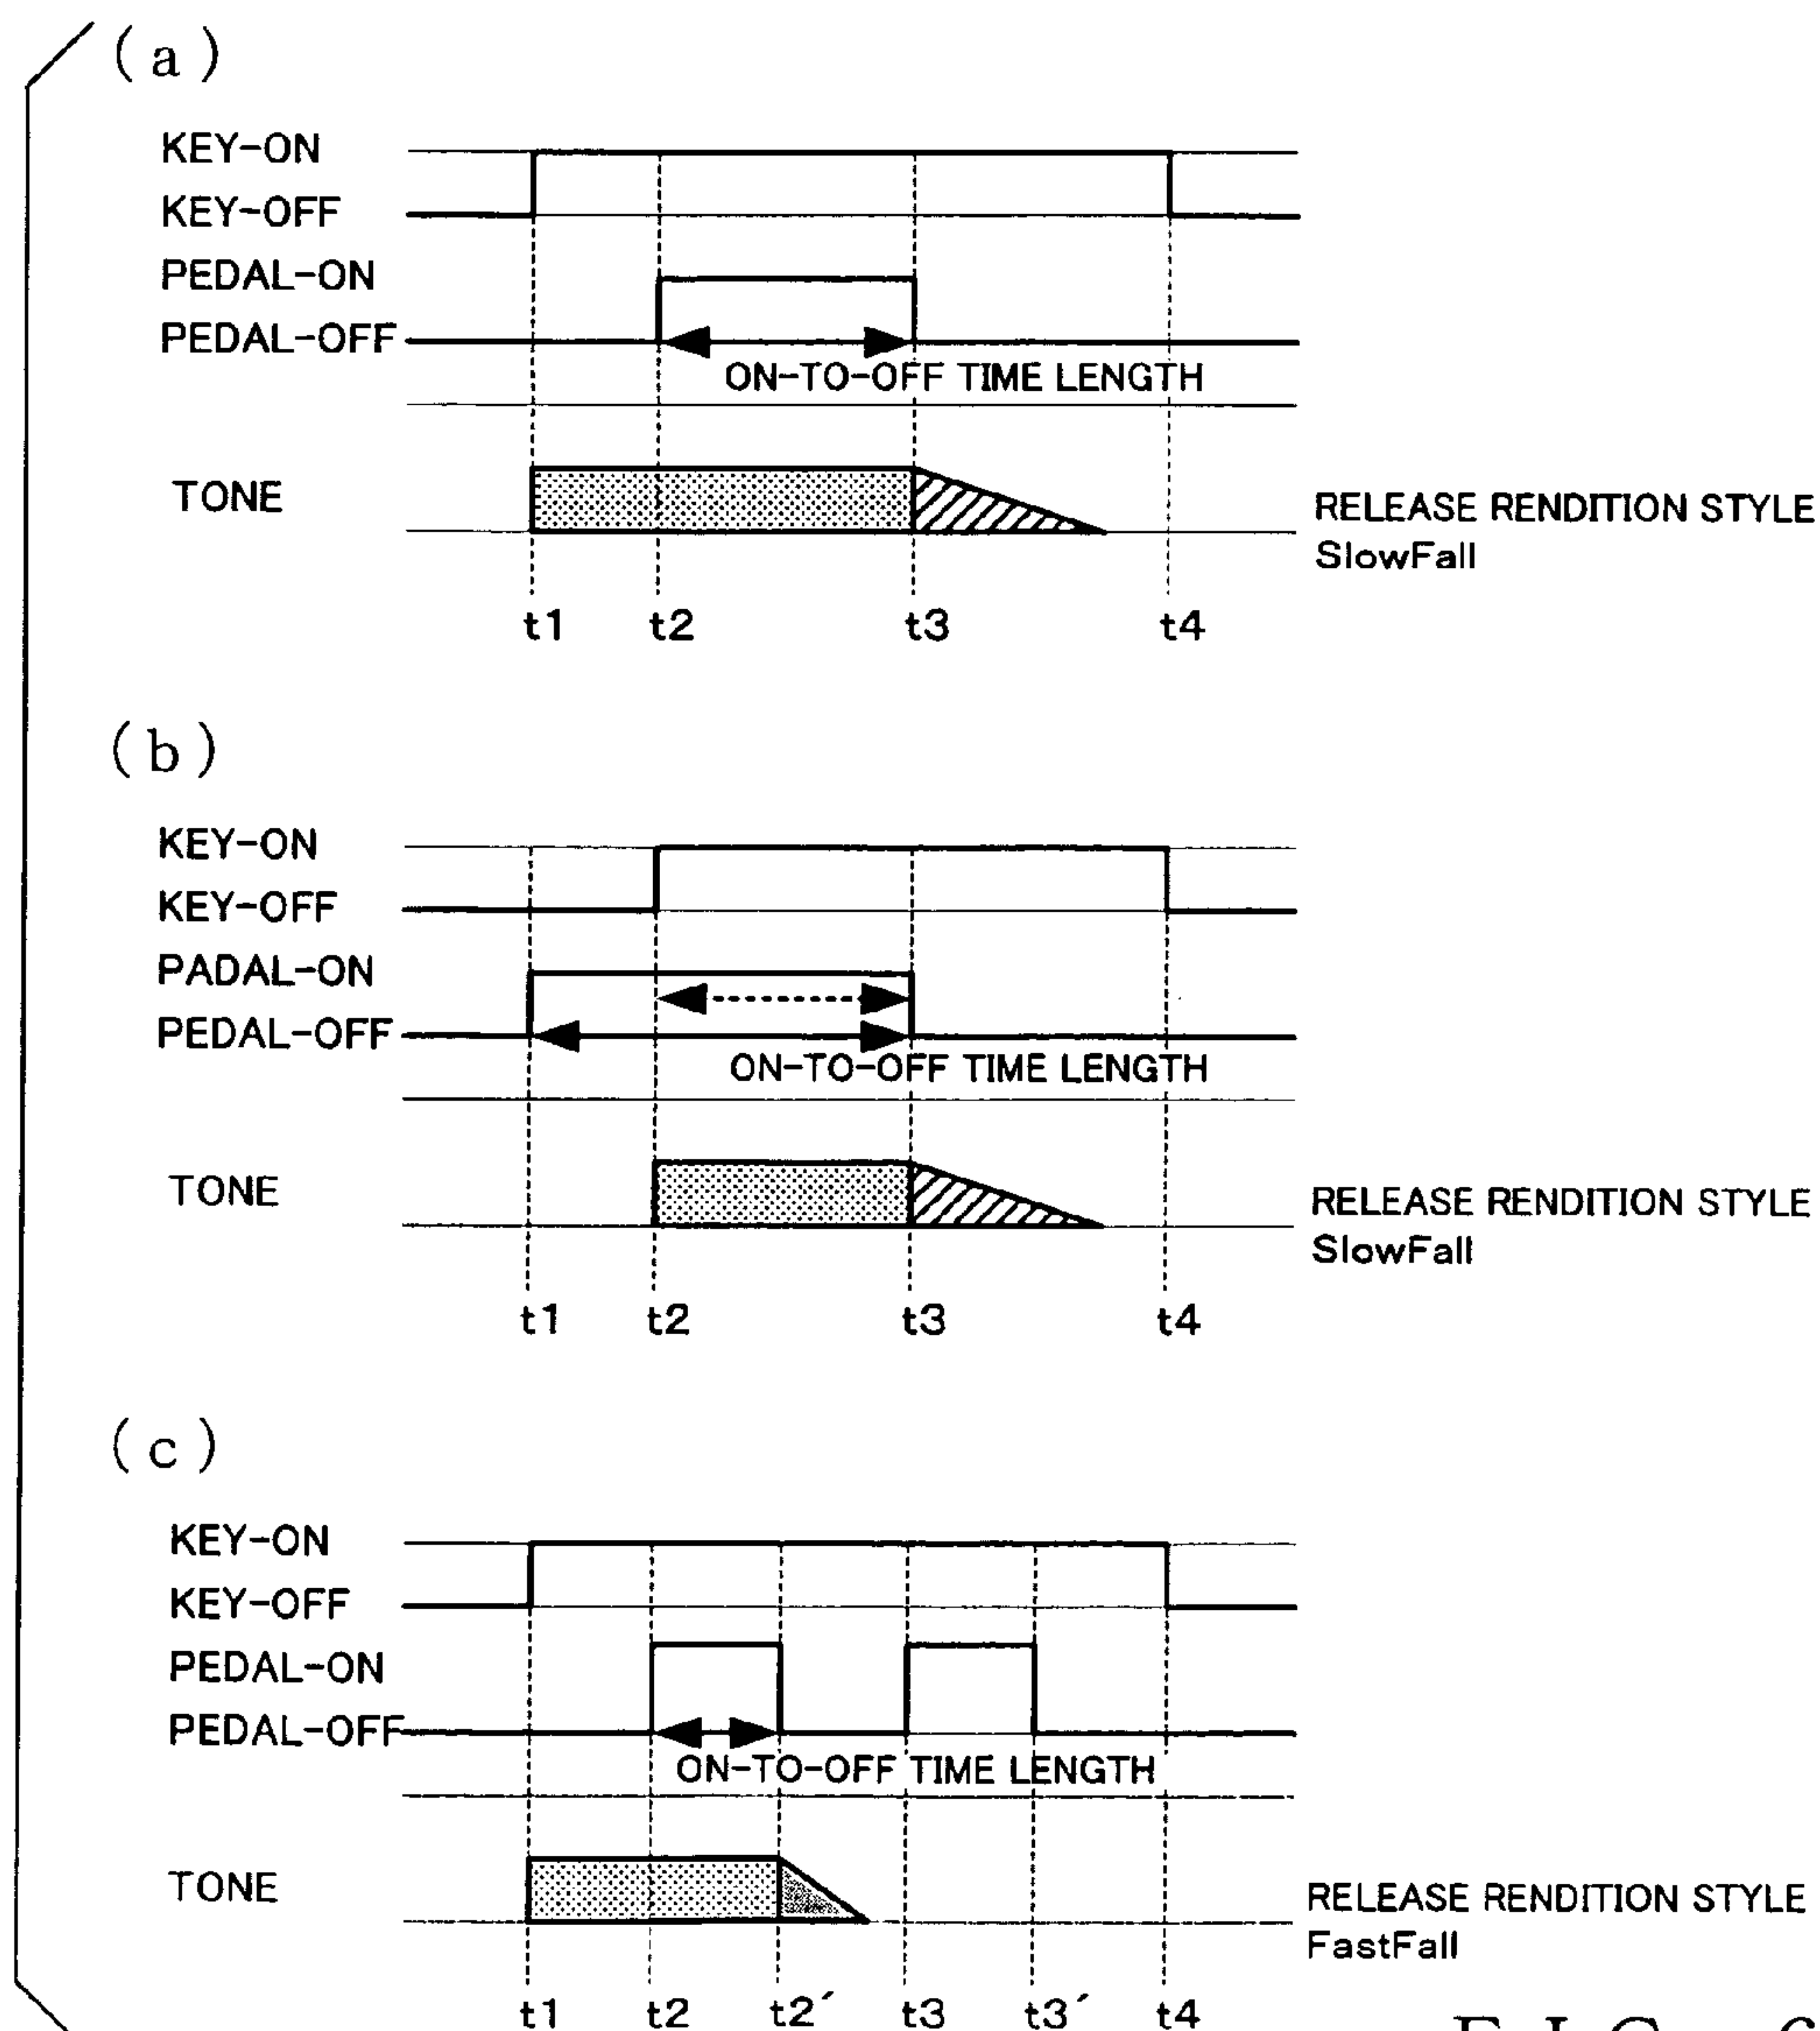 (a)
KEY-ON
KEY-OFF
PEDAL-ON
PEDAL-OFF
ON-TO-OFF TIME LENGTH
TONE
RELEASE RENDITION STYLE
SlowFall
t1 t2 t3 t4
(b)
KEY-ON
KEY-OFF
PADAL-ON
PEDAL-OFF
ON-TO-OFF TIME LENGTH
TONE
RELEASE RENDITION STYLE
SlowFall
t1 t2 t3 t4
(c)
KEY-ON
KEY-OFF
PEDAL-ON
PEDAL-OFF
ON-TO-OFF TIME LENGTH
TONE
RELEASE RENDITION STYLE
FastFall
t1 t2 t2´ t3 t3´ t4